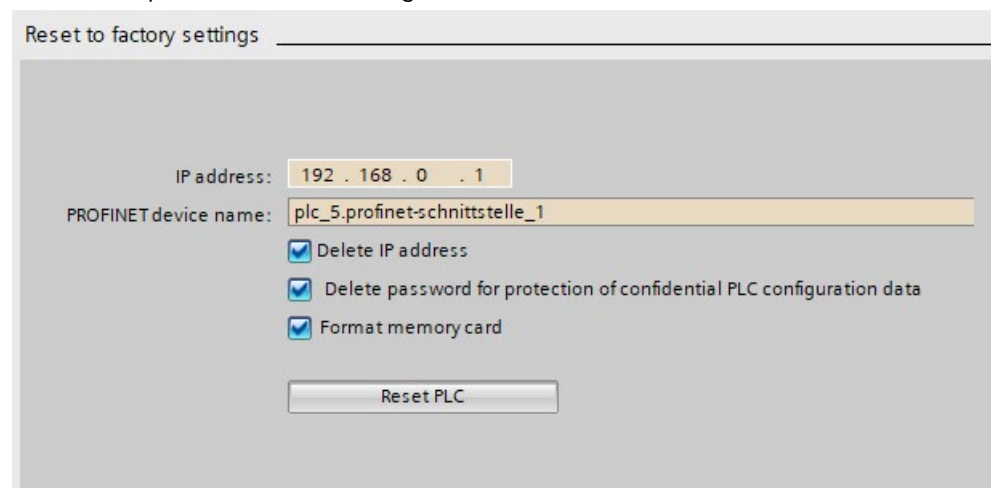 Reset to factory settings
IP address: 192 . 168 . 0 . 1
PROFINET device name: plc_5.profinet-schnittstelle_1
Delete IP address
Delete password for protection of confidential PLC configuration data
Format memory card
Reset PLC